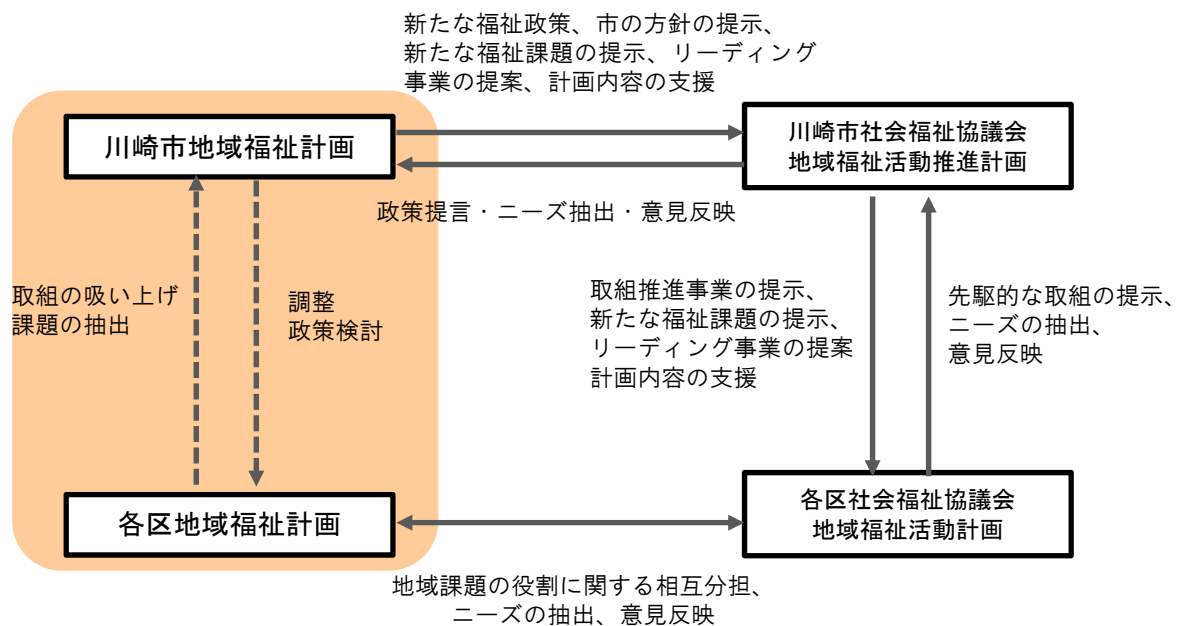 新たな福祉政策、市の方針の提示、
新たな福祉課題の提示、リーディング
事業の提案、計画内容の支援
川崎市地域福祉計画
川崎市社会福祉協議会
地域福祉活動推進計画
政策提言・ニーズ抽出・意見反映
取組の吸い上げ
課題の抽出
調整
政策検討
取組推進事業の提示、
新たな福祉課題の提示、
リーディング事業の提案
計画内容の支援
先駆的な取組の提示、
ニーズの抽出、
意見反映
各区地域福祉計画
各区社会福祉協議会
地域福祉活動計画
地域課題の役割に関する相互分担、
ニーズの抽出、意見反映